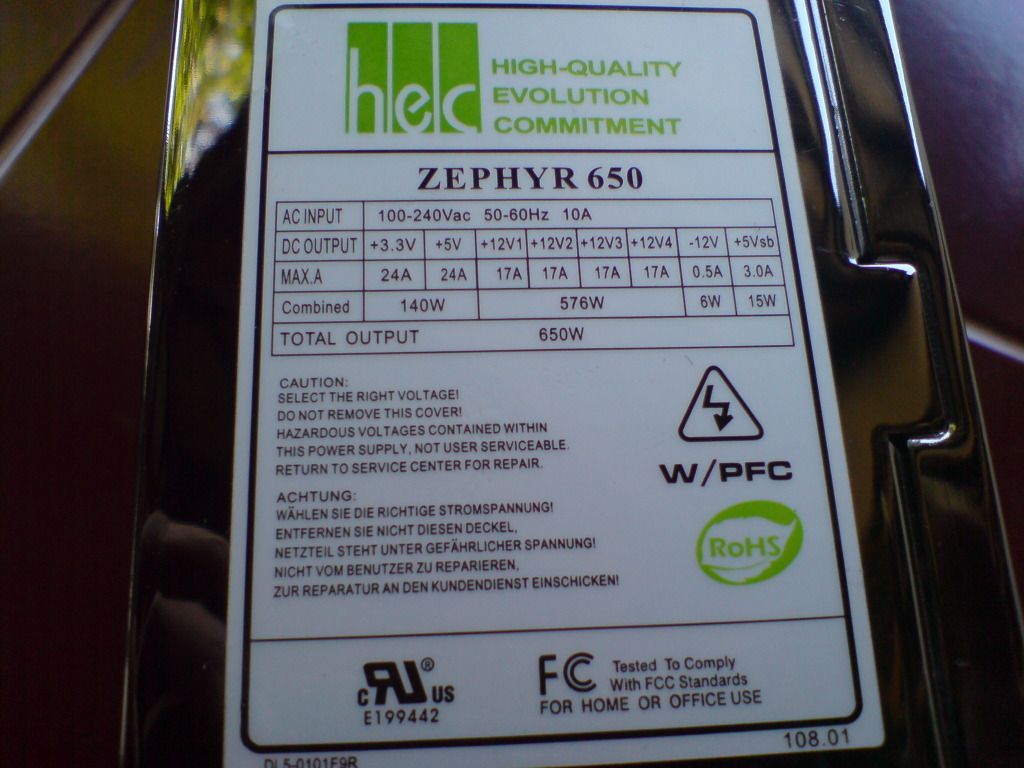 hec
HIGH-QUALITY
EVOLUTION
COMMITMENT
ZEPHYR 650
AC INPUT 100-240Vac 50-60Hz 10A
DC OUTPUT +3.3V +5V +12V1 +12V2 +12V3 +12V4 -12V +5Vsb
MAX.A 24A 24A 17A 17A 17A 17A 0.5A 3.0A
Combined 140W 576W 6W 15W
TOTAL OUTPUT 650W
CAUTION:
SELECT THE RIGHT VOLTAGE!
DO NOT REMOVE THIS COVER!
HAZARDOUS VOLTAGES CONTAINED WITHIN
THIS POWER SUPPLY, NOT USER SERVICEABLE.
RETURN TO SERVICE CENTER FOR REPAIR.
W/PFC
ACHTUNG:
WÄHLEN SIE DIE RICHTIGE STROMSPANNUNG!
ENTFERNEN SIE NICHT DIESEN DECKEL,
NETZTEIL STEHT UNTER GEFÄHRLICHER SPANNUNG!
NICHT VOM BENUTZER ZU REPARIEREN,
ZUR REPARATUR AN DEN KUNDENDIENST EINSCHICKEN!
RoHS
c RU ® US
E199442
FC Tested To Comply
With FCC Standards
FOR HOME OR OFFICE USE
108.01
DL5-0101F9R